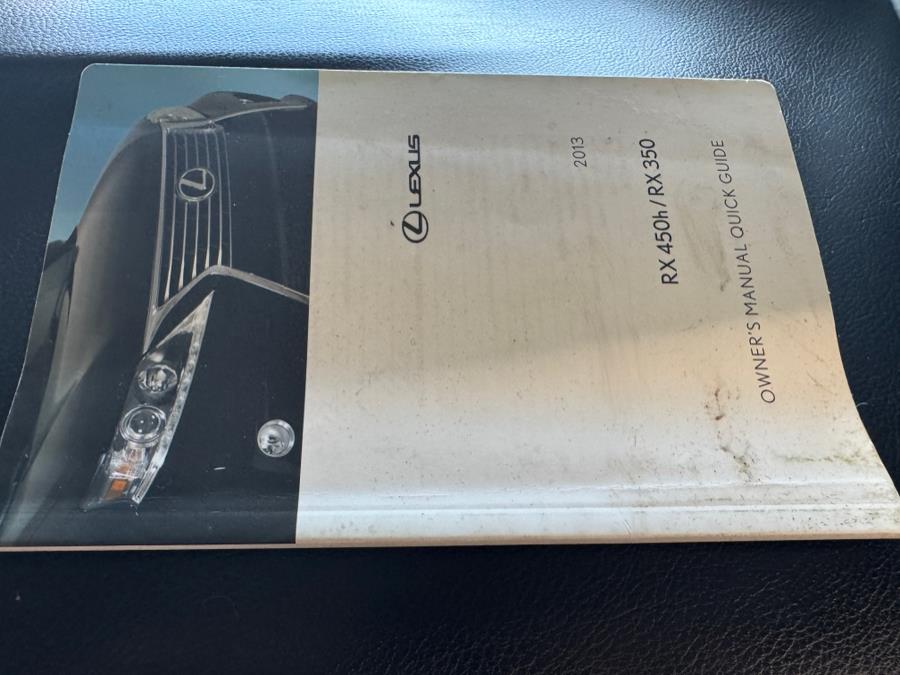 LEXUS
2013
RX 450h / RX 350
OWNER'S MANUAL QUICK GUIDE